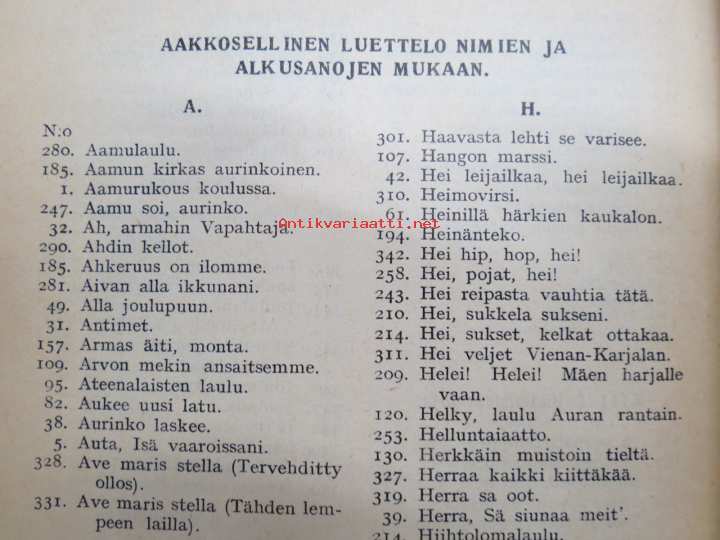 AAKKOSELLINEN LUETTELO NIMIEN JA
ALKUSANOJEN MUKAAN.
A.
N:o
280. Aamulaulu.
185. Aamun kirkas aurinkoinen.
1. Aamurukous koulussa.
247. Aamu soi, aurinko.
32. Ah, armahin Vapahtaja.
290. Ahdin keilot.
185. Ahkeruus on ilomme.
281. Aivan alla ikkunani.
49. Alla joulupuun.
31. Antimet.
157. Armas äiti, monta.
109. Arvon mekin ansaitsemme.
95. Ateenalaisten laulu.
82. Aukee uusi latu.
38. Aurinko laskee.
5. Auta, Isä vaaroissani.
328. Ave maris stella (Tervehditty
ollos).
331. Ave maris stella (Tähden lem-
peen lailla).
H.
301. Haavasta lehti se varisee.
107. Hangon marssi.
42. Hei leijailkaa, hei leijailkaa.
310. Heimovirsi.
61. Heinillä härkien kaukalon.
194. Heinänteko.
342. Hei hip, hop, hei!
258. Hei, pojat, hei!
243. Hei reipasta vauhtia tätä.
210. Hei, sukkela sukseni.
214. Hei, sukset, kelkat ottakaa.
311. Hei veljet Vienan-Karjalan.
209. Helei! Helei! Mäen harjalle
vaan.
120. Helky, laulu Auran rantain.
253. Helluntaiaatto.
130. Herkkäin muistoin tieltä.
327. Herraa kaikki kiittäkää.
319. Herra sa oot.
39. Herra, Sä siunaa meit'.
214. Hiihtolomalaulu.
Antikvariaatti.net